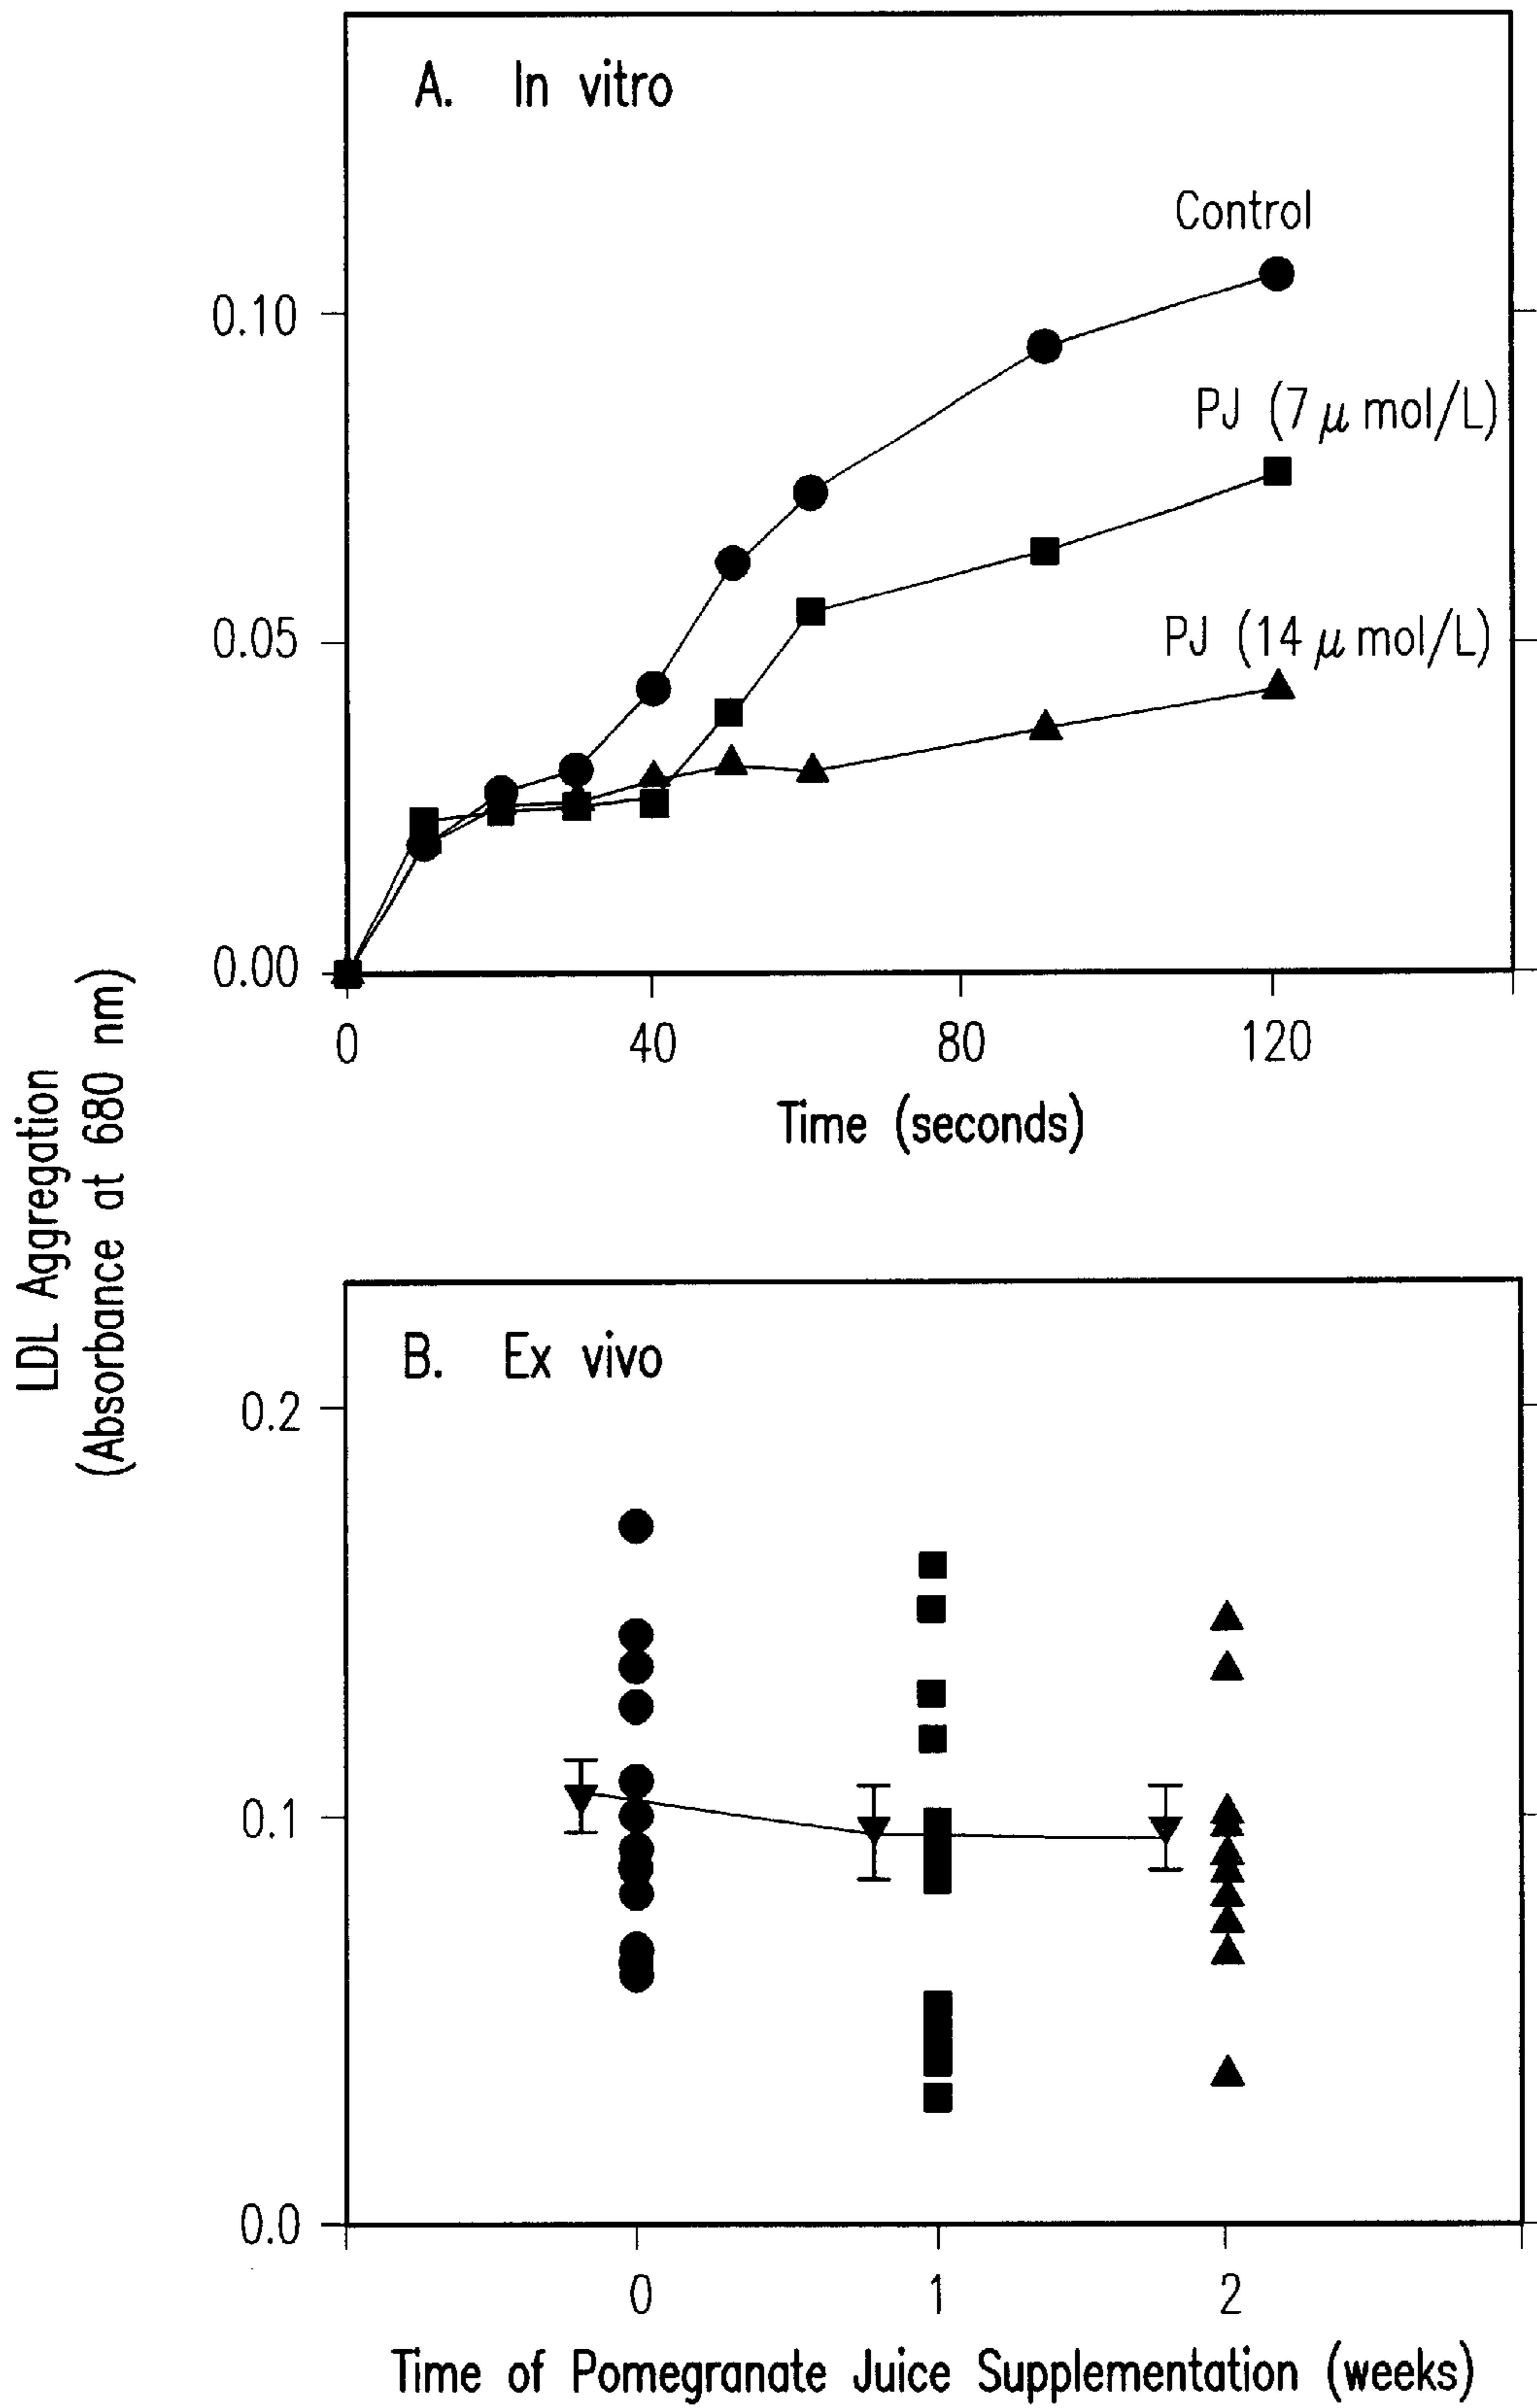 A. In vitro
Control
0.10
PJ (7 μ mol/L)
0.05
PJ (14 μ mol/L)
0.00
0 40 80 120
Time (seconds)
LDL Aggregation
(Absorbance at 680 nm)
B. Ex vivo
0.2
0.1
0.0
0 1 2
Time of Pomegranate Juice Supplementation (weeks)